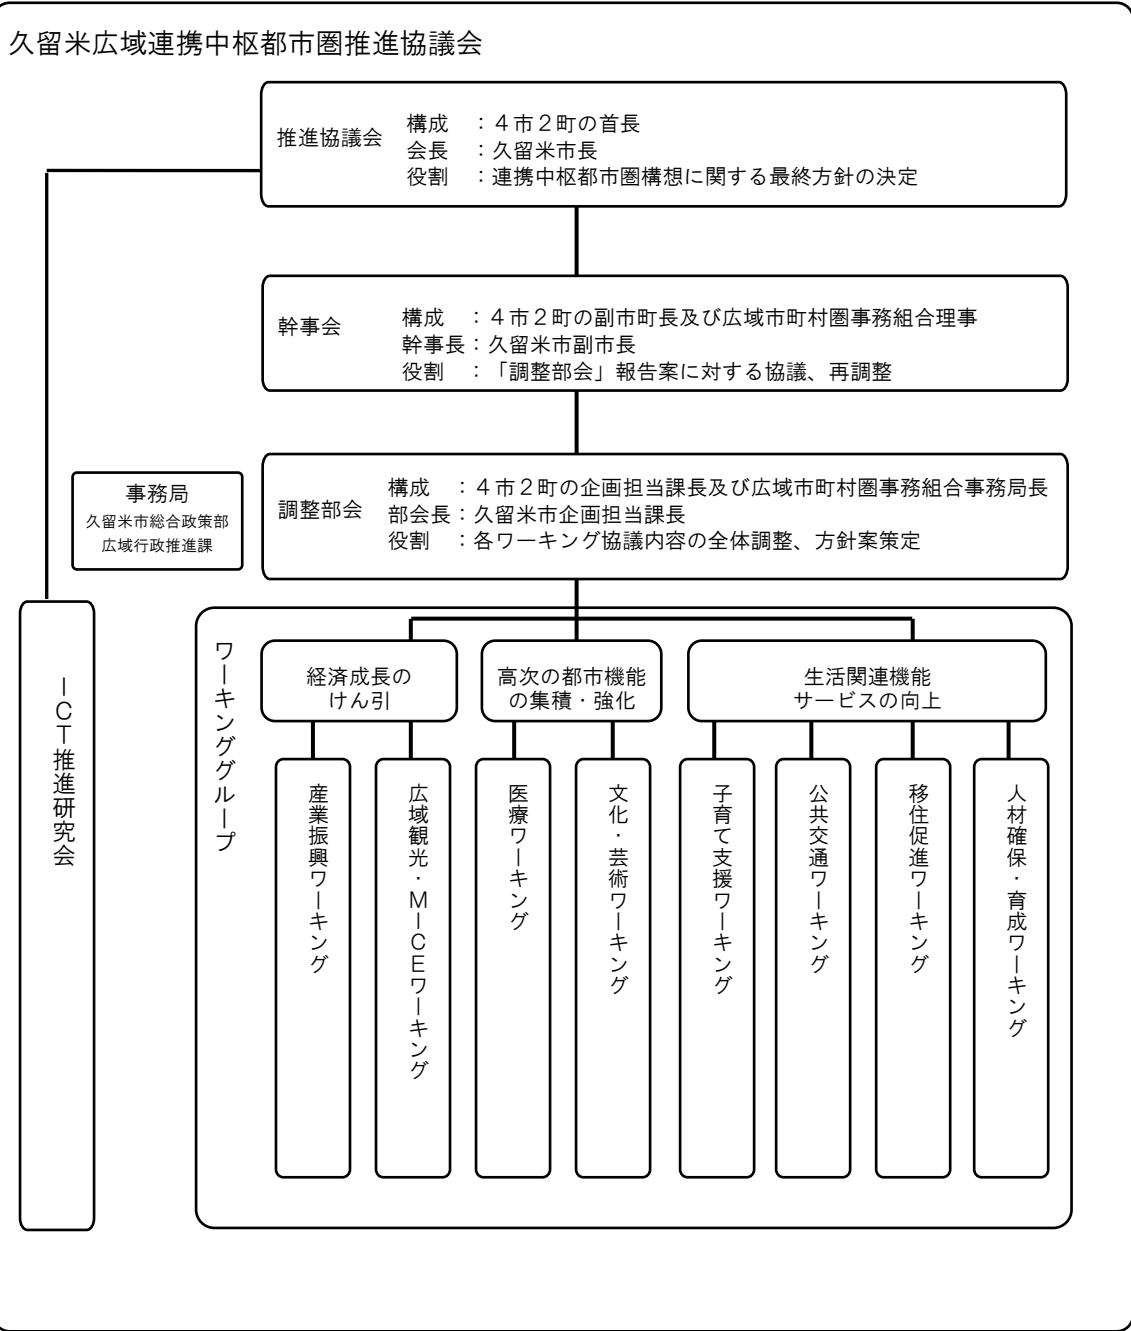 久留米広域連携中枢都市圏推進協議会
推進協議会
構成　：４市２町の首長
会長　：久留米市長
役割　：連携中枢都市圏構想に関する最終方針の決定
幹事会
構成　：４市２町の副市町長及び広域市町村圏事務組合理事
幹事長：久留米市副市長
役割　：「調整部会」報告案に対する協議、再調整
事務局
久留米市総合政策部
広域行政推進課
調整部会
構成　：４市２町の企画担当課長及び広域市町村圏事務組合事務局長
部会長：久留米市企画担当課長
役割　：各ワーキング協議内容の全体調整、方針案策定
ＩＣＴ推進研究会
ワーキンググループ
経済成長の
けん引
高次の都市機能
の集積・強化
生活関連機能
サービスの向上
産業振興ワーキング
広域観光・ＭＩＣＥワーキング
医療ワーキング
文化・芸術ワーキング
子育て支援ワーキング
公共交通ワーキング
移住促進ワーキング
人材確保・育成ワーキング